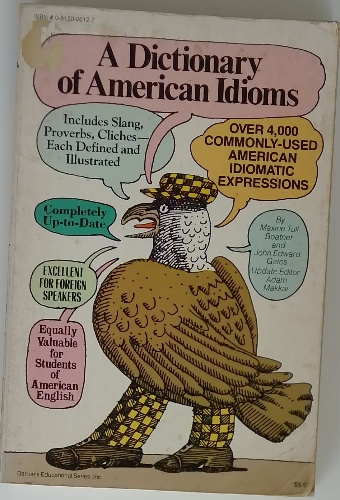 ISBN # 0-8120-0612-7
A Dictionary
of American Idioms
Includes Slang,
Proverbs, Cliches—
Each Defined and
Illustrated
OVER 4,000
COMMONLY-USED
AMERICAN
IDIOMATIC
EXPRESSIONS
Completely
Up-to-Date
By
Maxine Tull
Boatner
and
John Edward
Gates
Update Editor
Adam
Makkai
EXCELLENT
FOR FOREIGN
SPEAKERS
Equally
Valuable
for
Students
of
American
English
Barron's Educational Series, Inc.